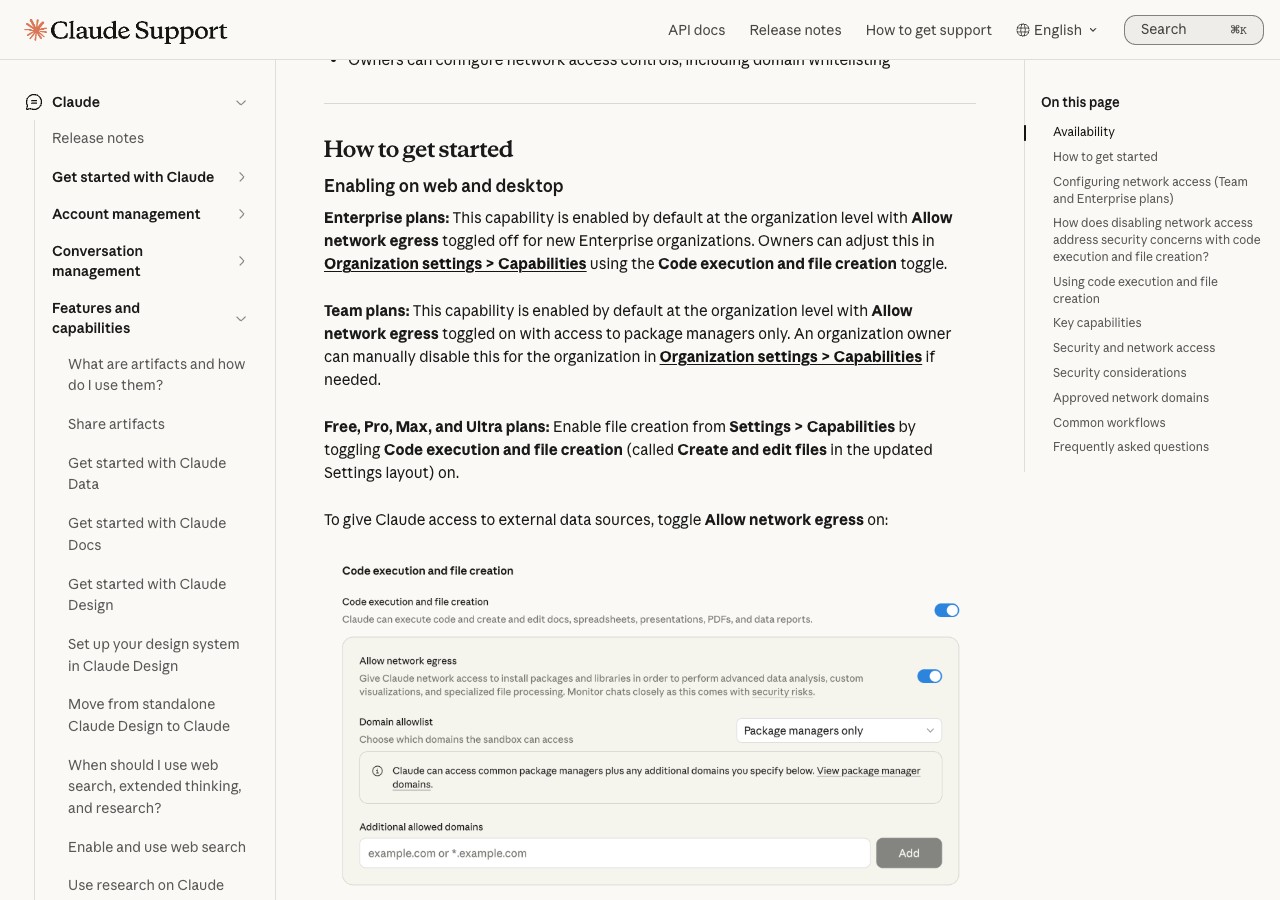 Claude Support
API docs
Release notes
How to get support
English
Search
⌘K
Claude
Release notes
Get started with Claude
Account management
Conversation
management
Features and
capabilities
What are artifacts and how
do I use them?
Share artifacts
Get started with Claude
Data
Get started with Claude
Docs
Get started with Claude
Design
Set up your design system
in Claude Design
Move from standalone
Claude Design to Claude
When should I use web
search, extended thinking,
and research?
Enable and use web search
Use research on Claude
Owners can configure network access controls, including domain whitelisting
How to get started
Enabling on web and desktop
Enterprise plans: This capability is enabled by default at the organization level with Allow
network egress toggled off for new Enterprise organizations. Owners can adjust this in
Organization settings > Capabilities using the Code execution and file creation toggle.
Team plans: This capability is enabled by default at the organization level with Allow
network egress toggled on with access to package managers only. An organization owner
can manually disable this for the organization in Organization settings > Capabilities if
needed.
Free, Pro, Max, and Ultra plans: Enable file creation from Settings > Capabilities by
toggling Code execution and file creation (called Create and edit files in the updated
Settings layout) on.
To give Claude access to external data sources, toggle Allow network egress on:
Code execution and file creation
Code execution and file creation
Claude can execute code and create and edit docs, spreadsheets, presentations, PDFs, and data reports.
Allow network egress
Give Claude network access to install packages and libraries in order to perform advanced data analysis, custom
visualizations, and specialized file processing. Monitor chats closely as this comes with security risks.
Domain allowlist
Choose which domains the sandbox can access
Package managers only
Claude can access common package managers plus any additional domains you specify below. View package manager
domains.
Additional allowed domains
example.com or *.example.com
Add
On this page
Availability
How to get started
Configuring network access (Team
and Enterprise plans)
How does disabling network access
address security concerns with code
execution and file creation?
Using code execution and file
creation
Key capabilities
Security and network access
Security considerations
Approved network domains
Common workflows
Frequently asked questions